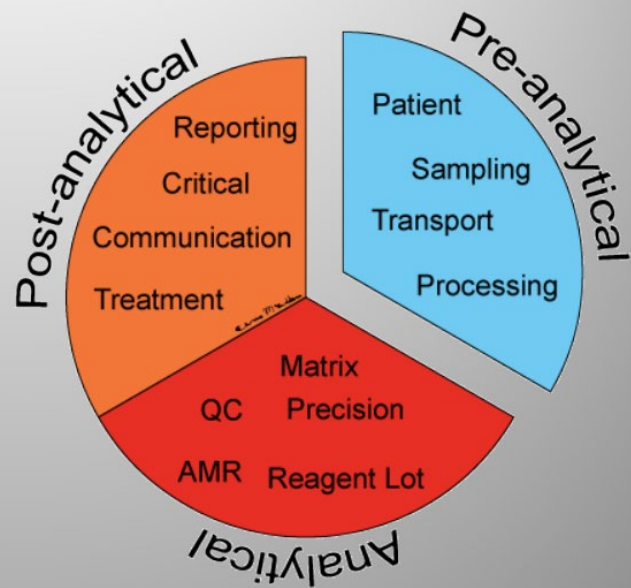 Pre-analytical
Patient
Sampling
Transport
Processing
Post-analytical
Reporting
Critical
Communication
Treatment
Matrix
QC Precision
AMR Reagent Lot
Analytical